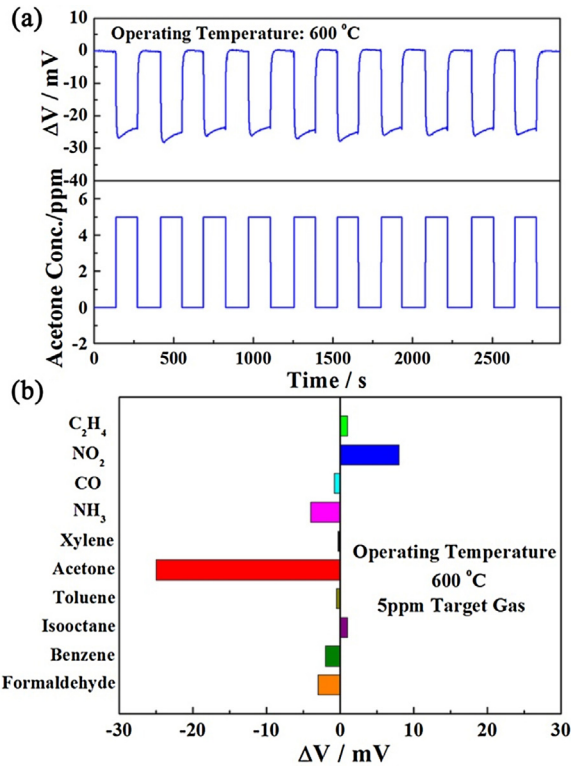 (a)
Operating Temperature: 600 °C
10
0
-10
-20
-30
-40
ΔV / mV
6
4
2
0
-2
Acetone Conc./ppm
0 500 1000 1500 2000 2500
Time / s
(b)
C₂H₄
NO₂
CO
NH₃
Xylene
Acetone
Toluene
Isooctane
Benzene
Formaldehyde
Operating Temperature
600 °C
5ppm Target Gas
-30 -20 -10 0 10 20 30
ΔV / mV